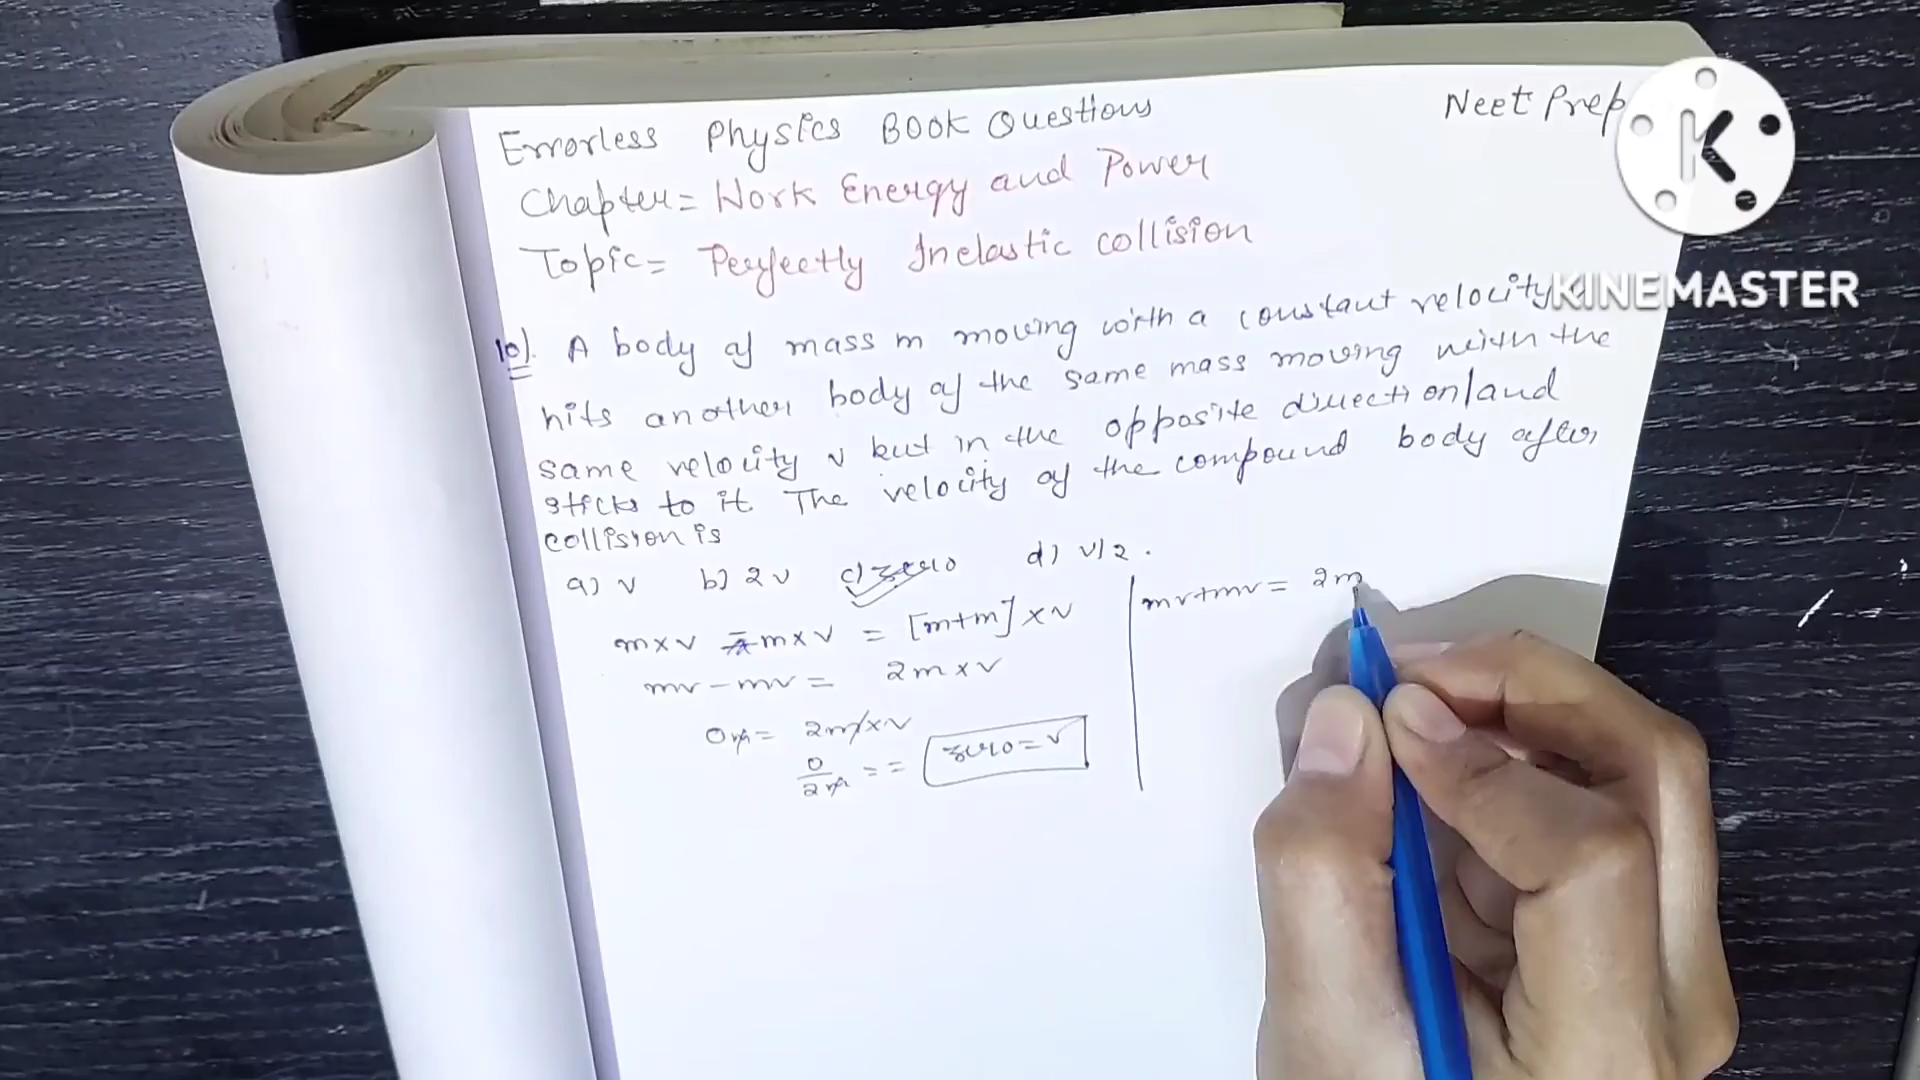 Errorless Physics Book Questions
Neet Prep
Chapter= Work Energy and Power
Topic= Perfectly Inelastic collision
KINEMASTER
10). A body of mass m moving with a constant velocity v
hits another body of the same mass moving with the
same velocity v but in the opposite direction/and
sticks to it. The velocity of the compound body after
collision is
a) v b) 2v c) zero d) v/2.
m×v - m×v = [m+m]×v
mv-mv = 2m×v
0m= 2m×v
0/2m == zero=v
mv+mv= 2m